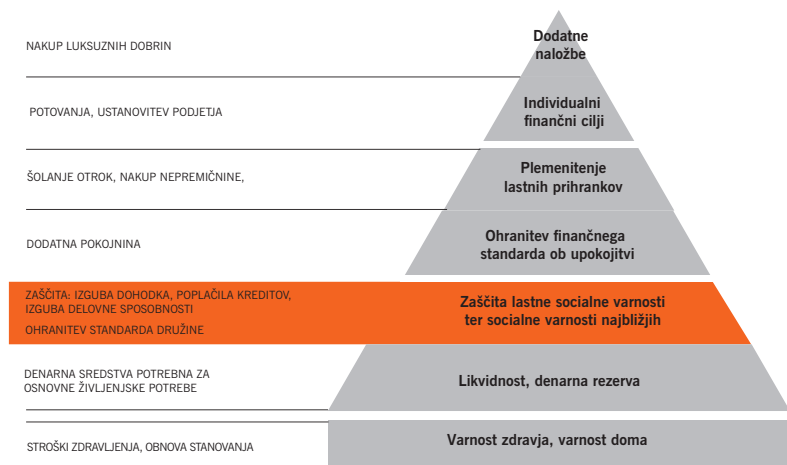 Dodatne
naložbe
NAKUP LUKSUZNIH DOBRIN
Individualni
finančni cilji
POTOVANJA, USTANOVITEV PODJETJA
Plemenitenje
lastnih prihrankov
ŠOLANJE OTROK, NAKUP NEPREMIČNINE,
Ohranitev finančnega
standarda ob upokojitvi
DODATNA POKOJNINA
ZAŠČITA: IZGUBA DOHODKA, POPLAČILA KREDITOV,
IZGUBA DELOVNE SPOSOBNOSTI
OHRANITEV STANDARDA DRUŽINE
Zaščita lastne socialne varnosti
ter socialne varnosti najbližjih
DENARNA SREDSTVA POTREBNA ZA
OSNOVNE ŽIVLJENJSKE POTREBE
Likvidnost, denarna rezerva
STROŠKI ZDRAVLJENJA, OBNOVA STANOVANJA
Varnost zdravja, varnost doma